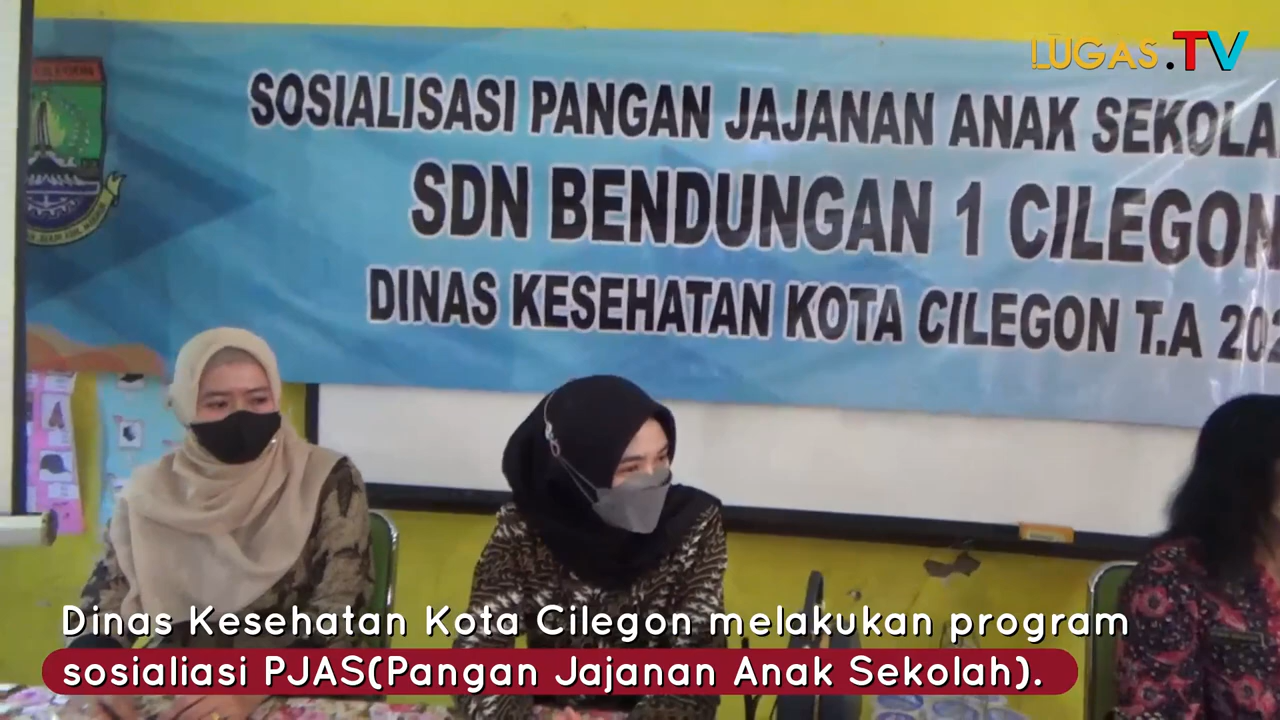 LUGAS.TV
SOSIALISASI PANGAN JAJANAN ANAK SEKOLA
SDN BENDUNGAN 1 CILEGON
DINAS KESEHATAN KOTA CILEGON T.A 202
Dinas Kesehatan Kota Cilegon melakukan program
sosialiasi PJAS(Pangan Jajanan Anak Sekolah).